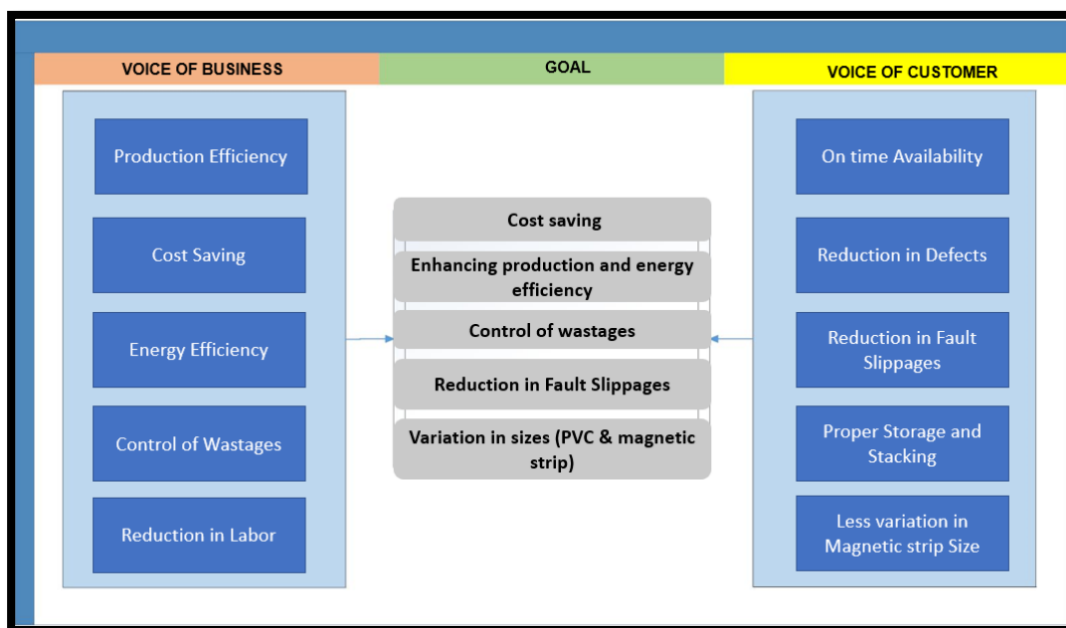 VOICE OF BUSINESS
GOAL
VOICE OF CUSTOMER
Production Efficiency
Cost Saving
Energy Efficiency
Control of Wastages
Reduction in Labor
Cost saving
Enhancing production and energy
efficiency
Control of wastages
Reduction in Fault Slippages
Variation in sizes (PVC & magnetic
strip)
On time Availability
Reduction in Defects
Reduction in Fault
Slippages
Proper Storage and
Stacking
Less variation in
Magnetic strip Size